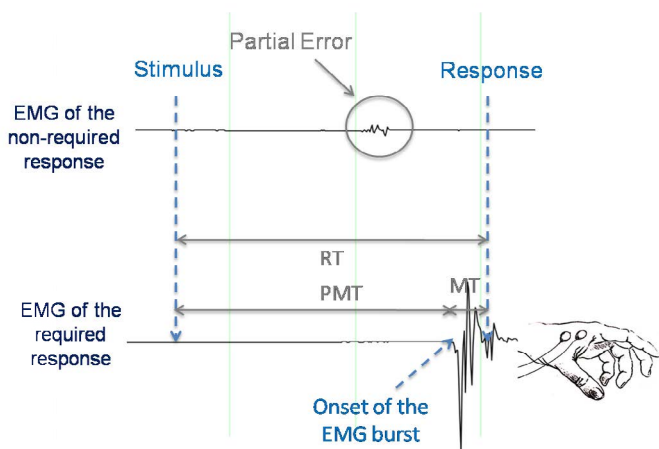 Partial Error
Stimulus
Response
EMG of the
non-required
response
RT
PMT
MT
EMG of the
required
response
Onset of the
EMG burst